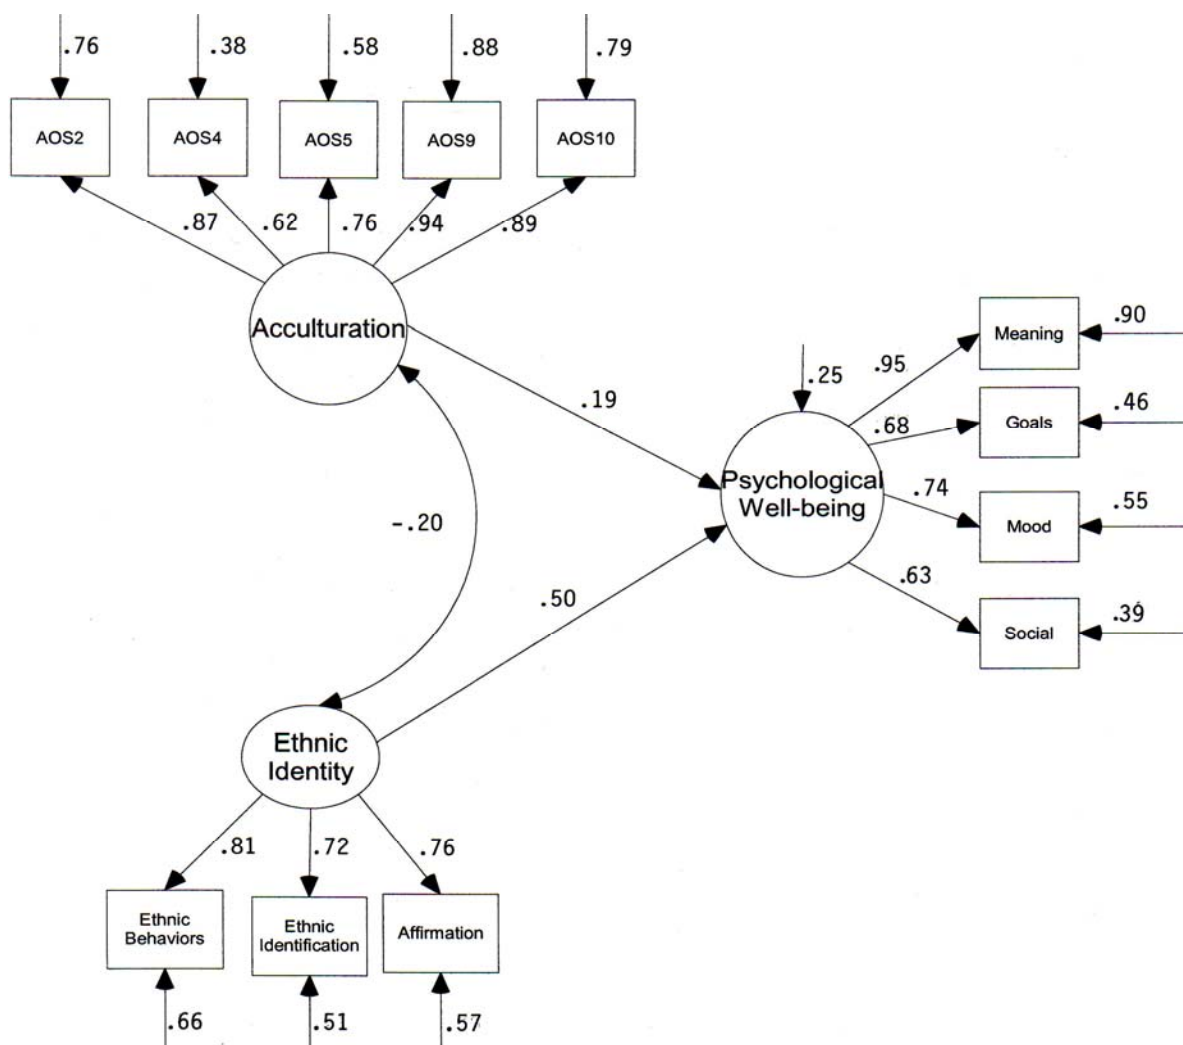 .76 .38 .58 .88 .79
AOS2 AOS4 AOS5 AOS9 AOS10
.87 .62 .76 .94 .89
Acculturation
.19
-.20
.50
.25
Psychological
Well-being
.95
.68
.74
.63
Meaning
.90
Goals
.46
Mood
.55
Social
.39
Ethnic
Identity
.81 .72 .76
Ethnic
Behaviors
Ethnic
Identification
Affirmation
.66 .51 .57